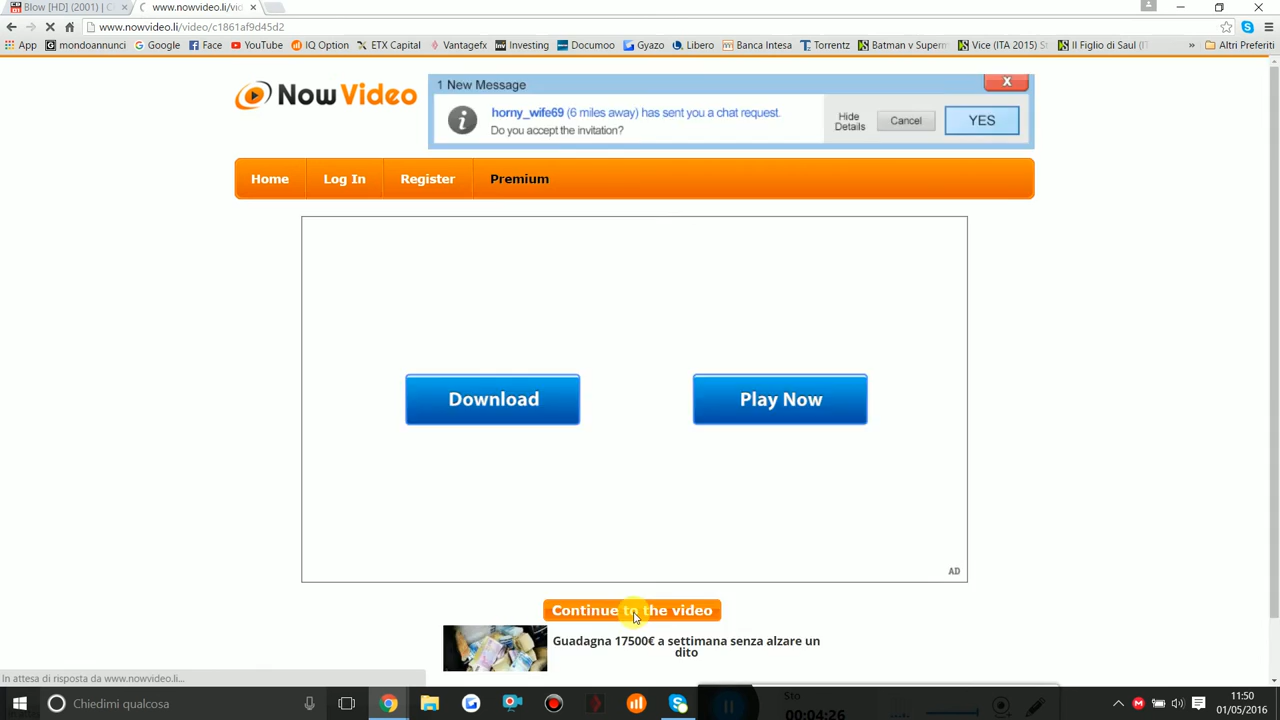 Blow [HD] (2001) | C
www.nowvideo.li/vi
www.nowvideo.li/video/c1861af9d45d2
App mondoannunci Google Face YouTube IQ Option ETX Capital Vantagefx Investing Documoo Gyazo Libero Banca Intesa Torrentz Batman v Superm Vice (ITA 2015) S Il Figlio di Saul (IT » Altri Preferiti
NowVideo
1 New Message
X
horny_wife69 (6 miles away) has sent you a chat request.
Do you accept the invitation?
Hide
Details
Cancel
YES
Home Log In Register Premium
Download
Play Now
AD
Continue to the video
Guadagna 17500€ a settimana senza alzare un
dito
In attesa di risposta da www.nowvideo.li...
Chiedimi qualcosa
Sto
00:04:26
11:50
01/05/2016